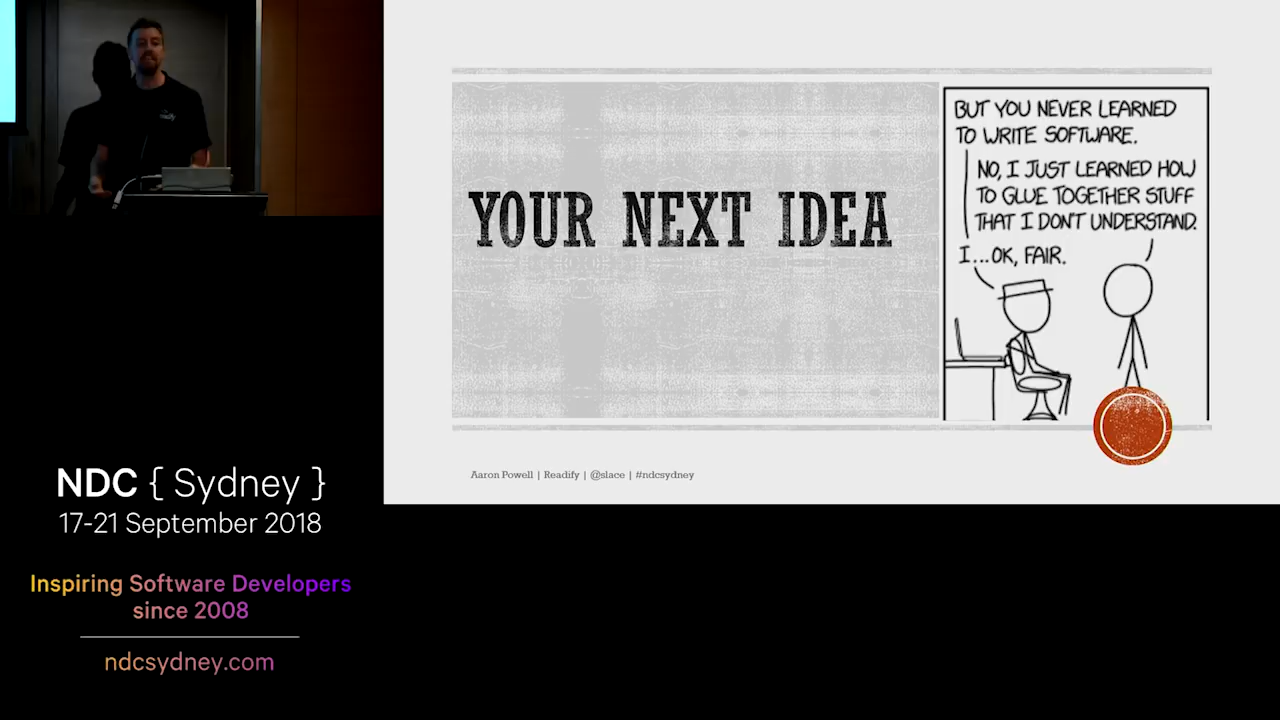 YOUR NEXT IDEA
BUT YOU NEVER LEARNED
TO WRITE SOFTWARE.
NO, I JUST LEARNED HOW
TO GLUE TOGETHER STUFF
THAT I DON'T UNDERSTAND.
I...OK, FAIR.
Aaron Powell | Readify | @slace | #ndcsydney
NDC { Sydney }
17-21 September 2018
Inspiring Software Developers
since 2008
ndcsydney.com